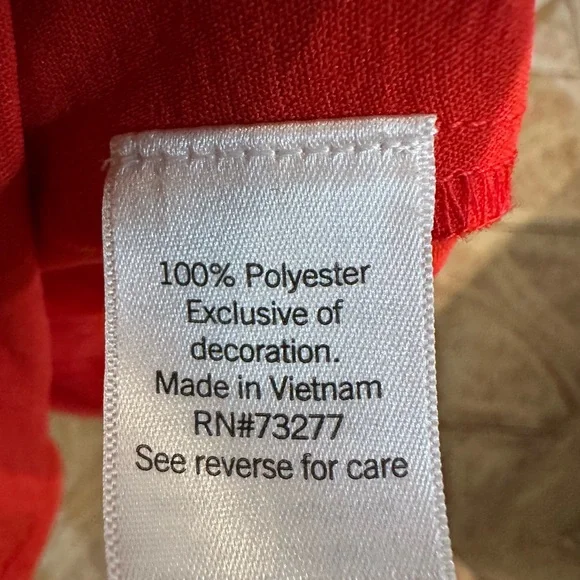 100% Polyester
Exclusive of
decoration.
Made in Vietnam
RN#73277
See reverse for care